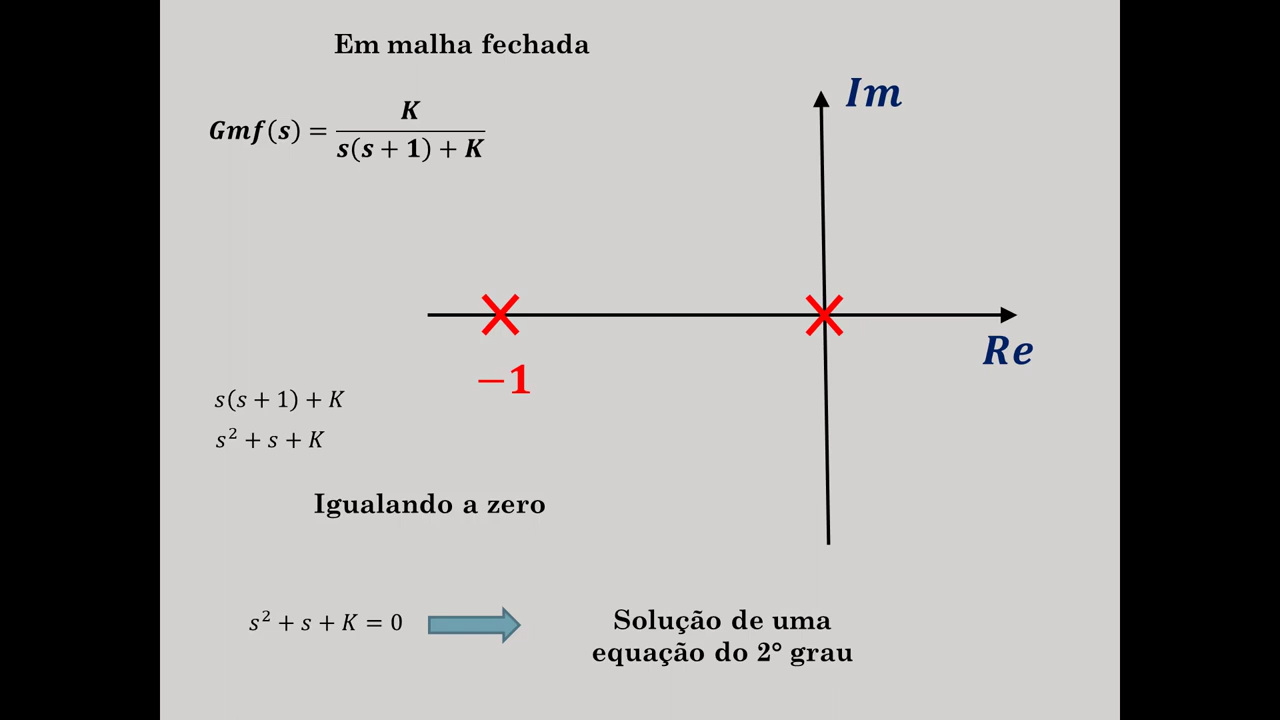 Em malha fechada
Im
Gmf(s) = K / s(s + 1) + K
Re
−1
s(s + 1) + K
s² + s + K
Igualando a zero
s² + s + K = 0
Solução de uma
equação do 2° grau